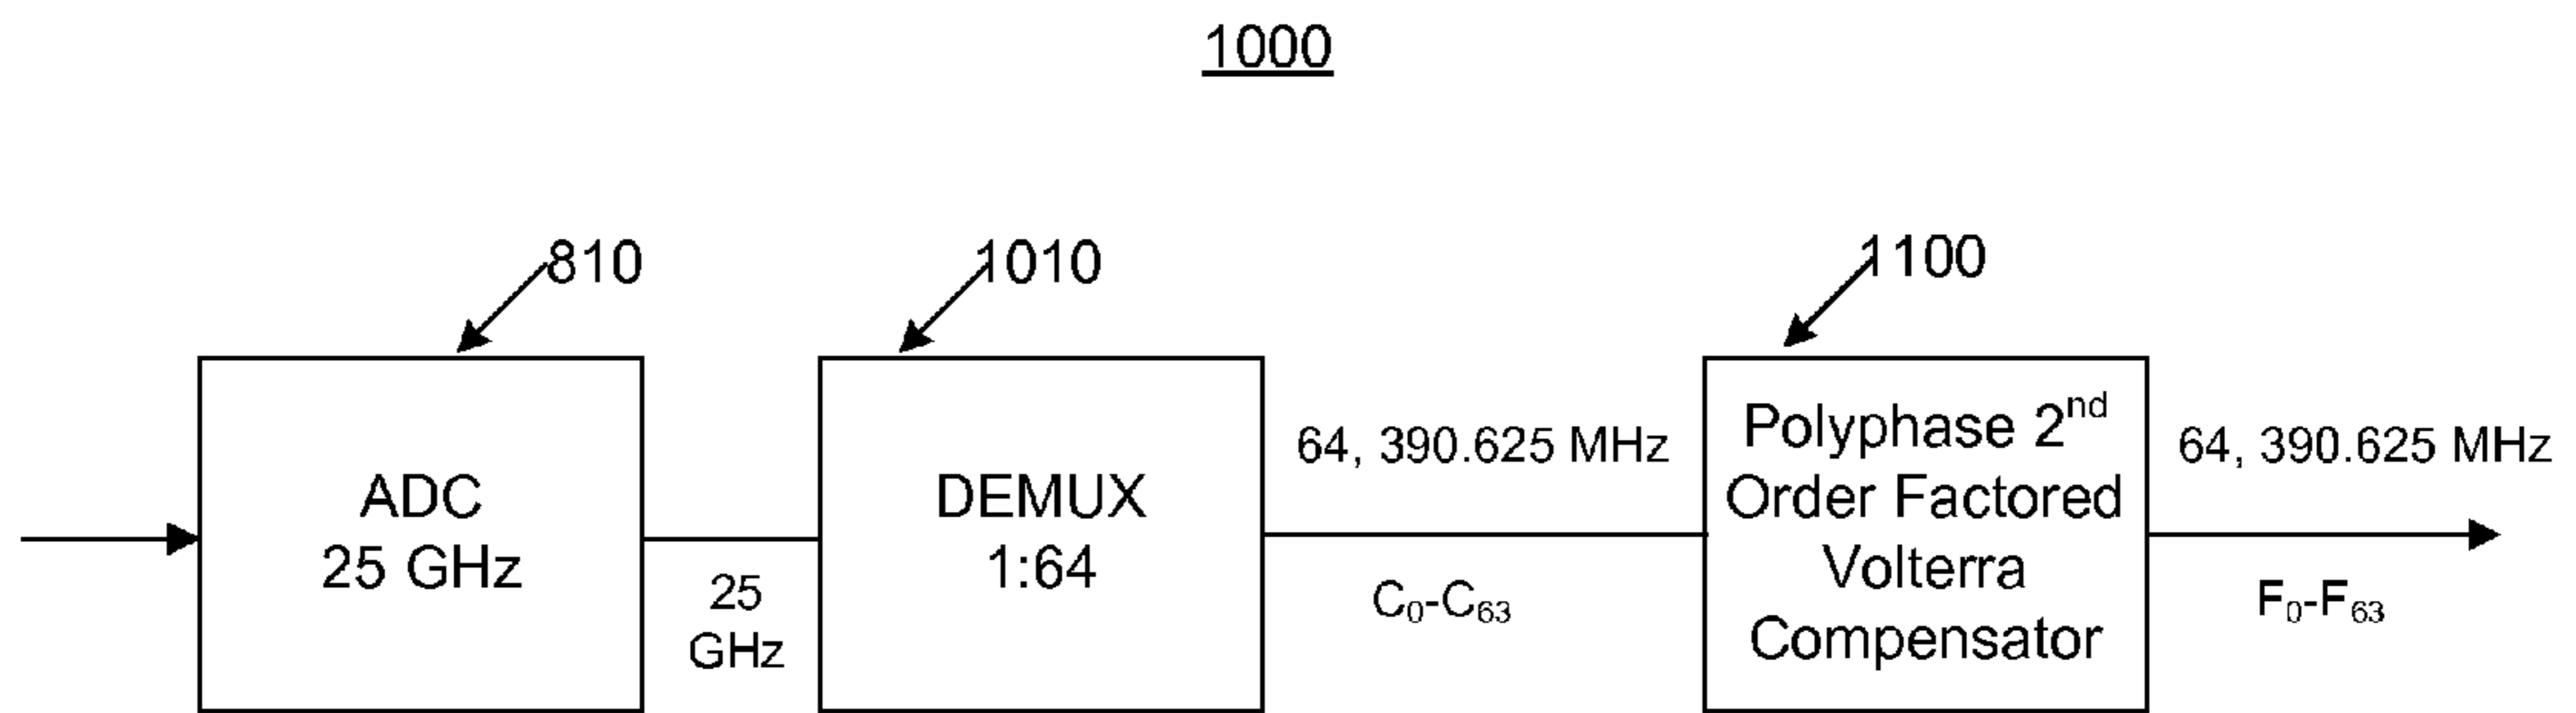 1000
810
1010
1100
ADC
25 GHz
25
GHz
DEMUX
1:64
64, 390.625 MHz
C₀-C₆₃
Polyphase 2ⁿᵈ
Order Factored
Volterra
Compensator
64, 390.625 MHz
F₀-F₆₃